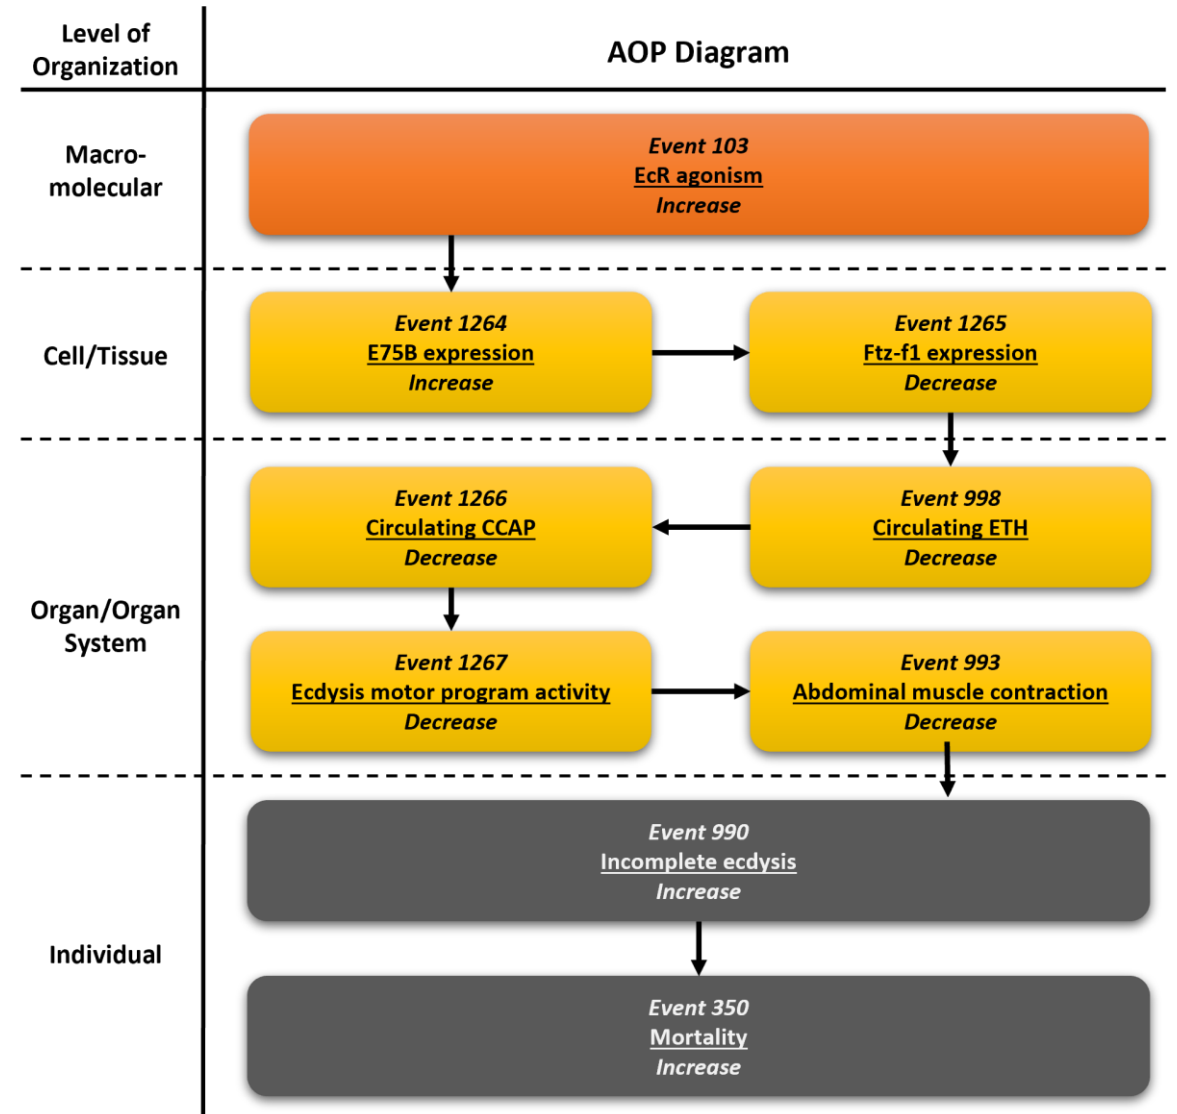 Level of
Organization
AOP Diagram
Macro-
molecular
Event 103
EcR agonism
Increase
Cell/Tissue
Event 1264
E75B expression
Increase
Event 1265
Ftz-f1 expression
Decrease
Organ/Organ
System
Event 1266
Circulating CCAP
Decrease
Event 998
Circulating ETH
Decrease
Event 1267
Ecdysis motor program activity
Decrease
Event 993
Abdominal muscle contraction
Decrease
Individual
Event 990
Incomplete ecdysis
Increase
Event 350
Mortality
Increase